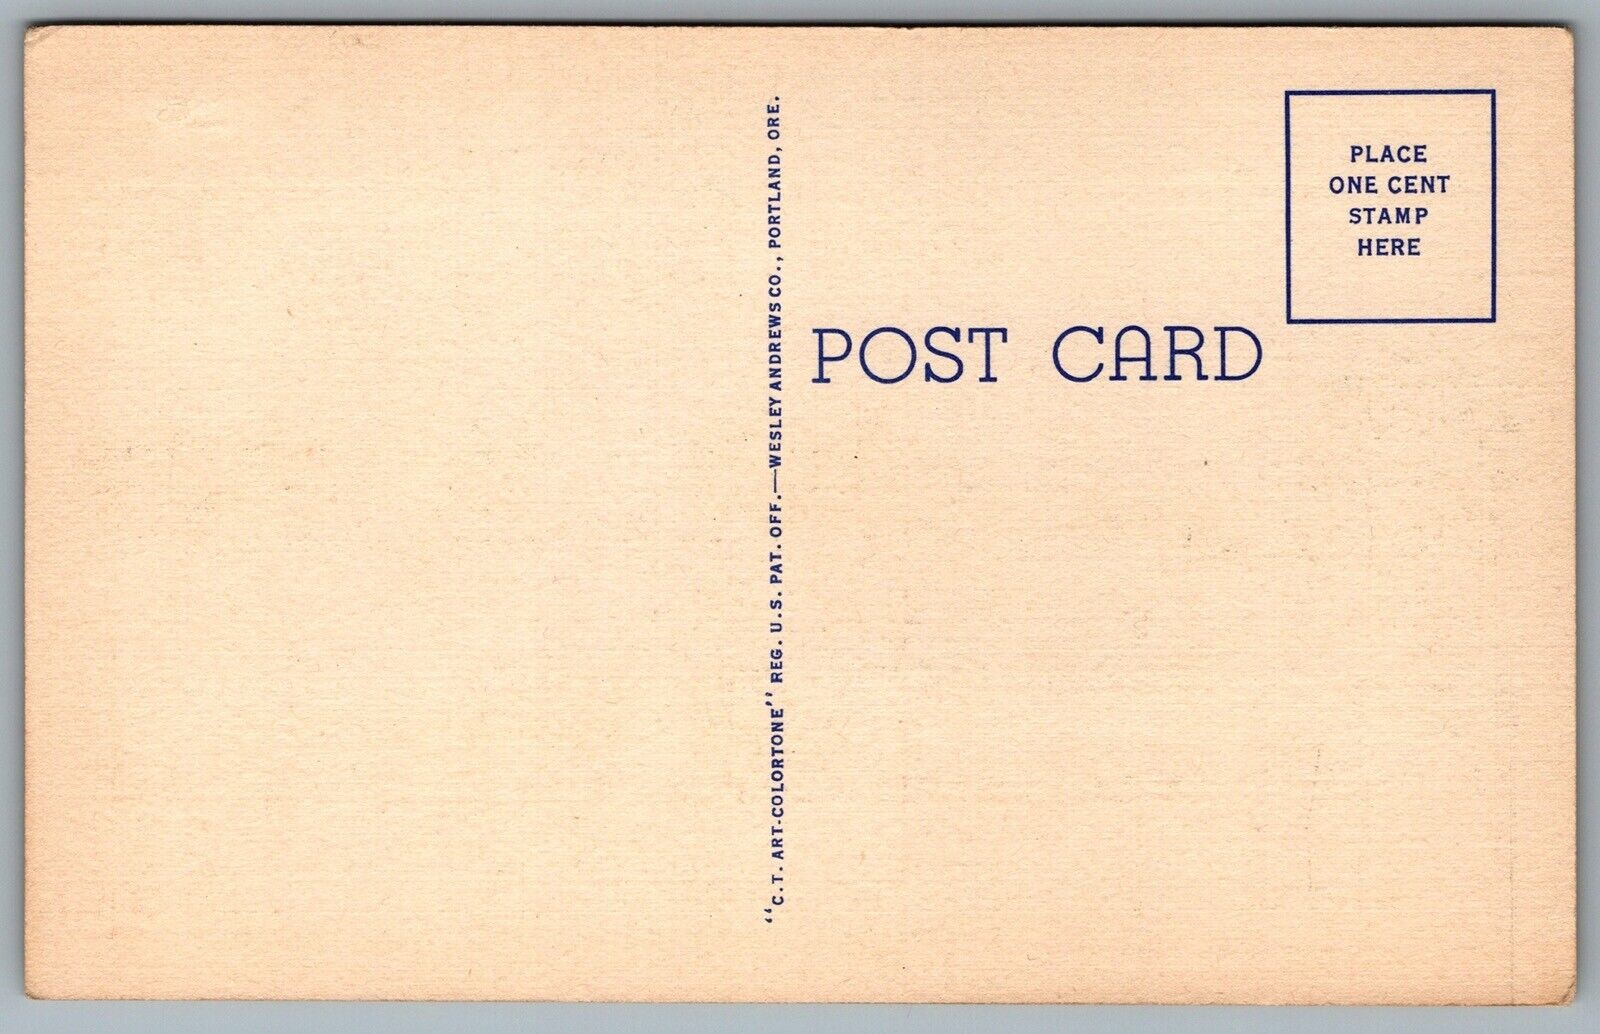 "C.T. ART-COLORTONE" REG. U.S. PAT. OFF.—WESLEY ANDREWS CO., PORTLAND, ORE.
POST CARD
PLACE
ONE CENT
STAMP
HERE